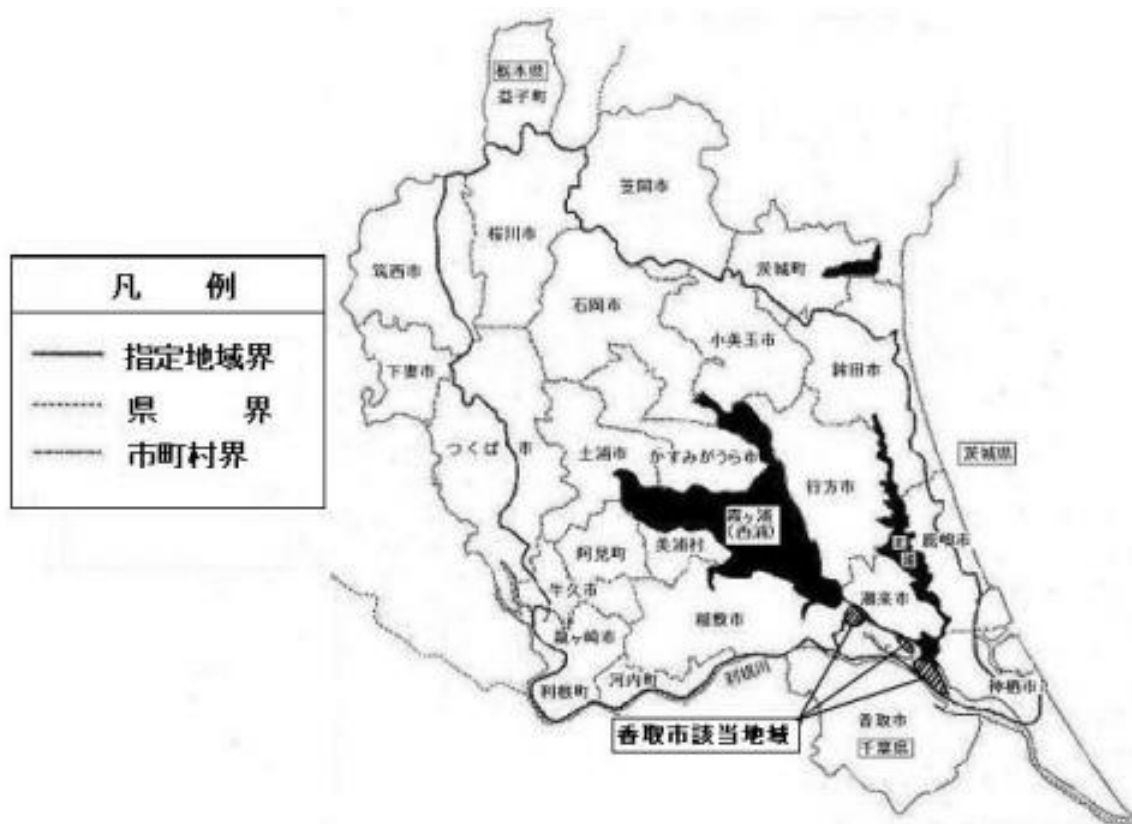 栃木県
益子町
笠間市
桜川市
茨城町
筑西市
石岡市
小美玉市
鉾田市
下妻市
つくば市
土浦市
かすみがうら市
茨城県
行方市
霞ヶ浦
(西浦)
鹿嶋市
阿見町
美浦村
牛久市
潮来市
稲敷市
龍ヶ崎市
利根町
河内町
利根川
神栖市
香取市該当地域
香取市
千葉県
凡 例
指定地域界
県 界
市町村界